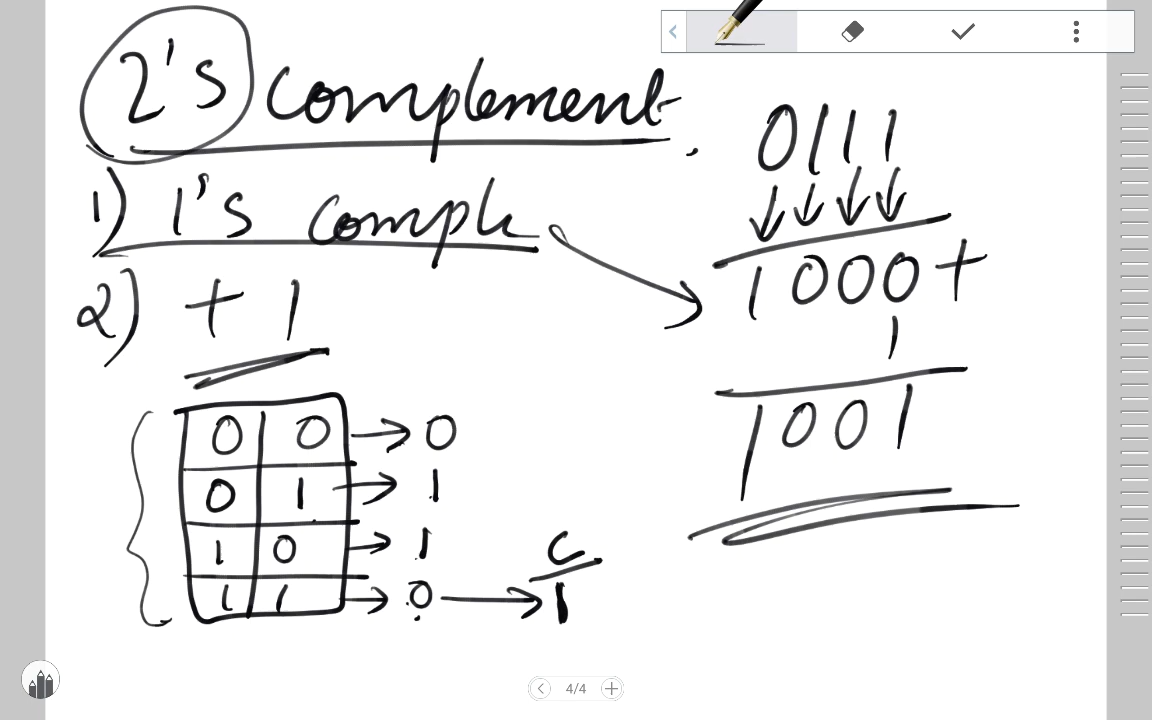 2's complement.
1) 1's comple
2) + 1
0 0 → 0
0 1 → 1
1 0 → 1
1 1 → 0 → 1
C
0111
↓↓↓↓
1000+
1
1001
4/4